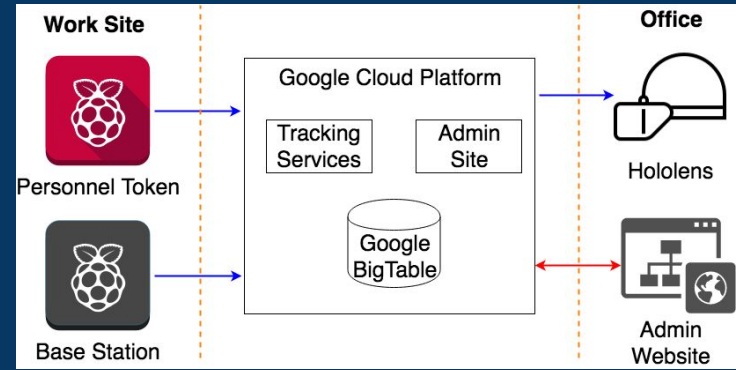 Work Site
Office
Google Cloud Platform
Tracking
Services
Admin
Site
Personnel Token
Hololens
Google
BigTable
Base Station
Admin
Website